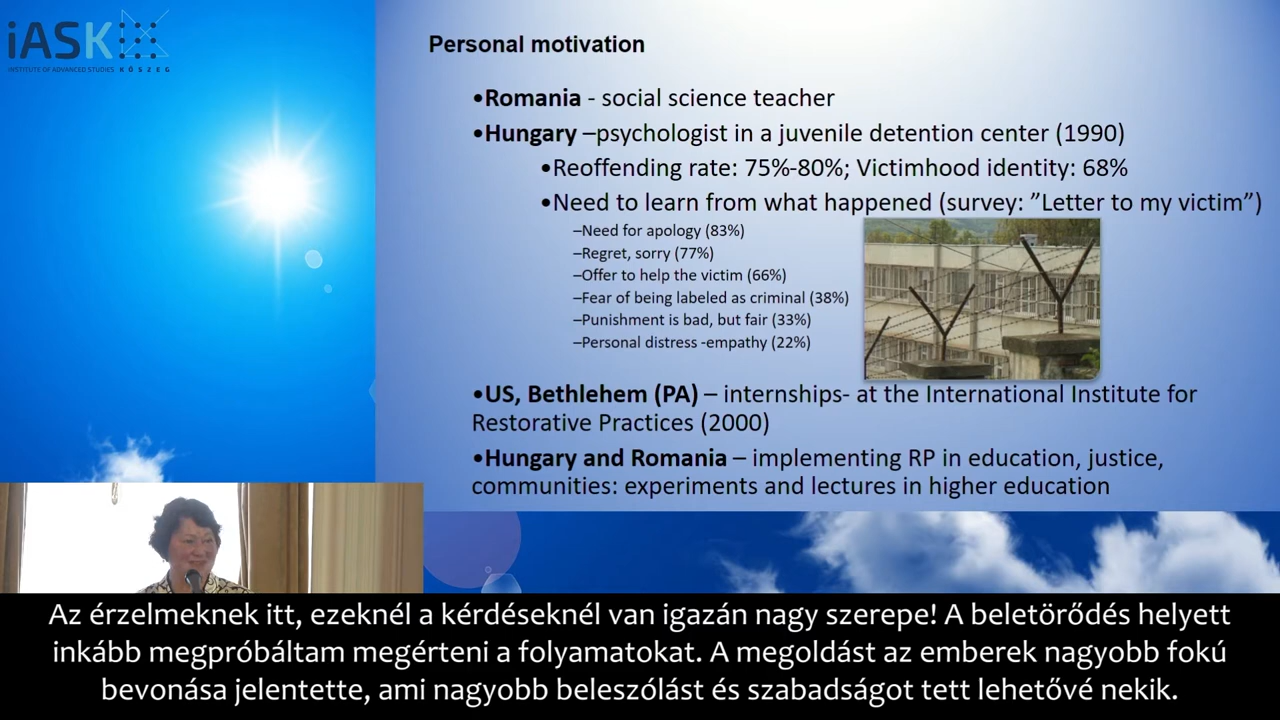 iASK
INSTITUTE OF ADVANCED STUDIES KŐSZEG
Personal motivation
•Romania - social science teacher
•Hungary –psychologist in a juvenile detention center (1990)
•Reoffending rate: 75%-80%; Victimhood identity: 68%
•Need to learn from what happened (survey: ”Letter to my victim”)
–Need for apology (83%)
–Regret, sorry (77%)
–Offer to help the victim (66%)
–Fear of being labeled as criminal (38%)
–Punishment is bad, but fair (33%)
–Personal distress -empathy (22%)
•US, Bethlehem (PA) – internships- at the International Institute for
Restorative Practices (2000)
•Hungary and Romania – implementing RP in education, justice,
communities: experiments and lectures in higher education
Az érzelmeknek itt, ezeknél a kérdéseknél van igazán nagy szerepe! A beletörődés helyett
inkább megpróbáltam megérteni a folyamatokat. A megoldást az emberek nagyobb fokú
bevonása jelentette, ami nagyobb beleszólást és szabadságot tett lehetővé nekik.